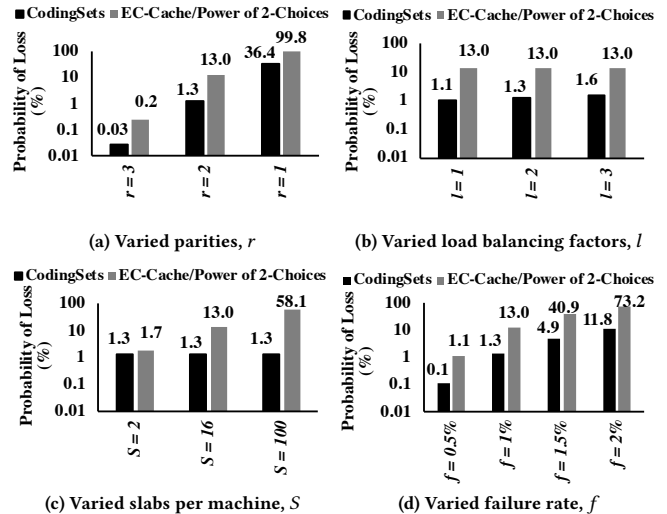 CodingSets EC-Cache/Power of 2-Choices
Probability of Loss
(%)
100
10
1
0.1
0.01
0.03
0.2
1.3
13.0
36.4
99.8
r = 3
r = 2
r = 1
(a) Varied parities, r
CodingSets EC-Cache/Power of 2-Choices
Probability of Loss
(%)
100
10
1
0.1
0.01
1.1
13.0
1.3
13.0
1.6
13.0
l = 1
l = 2
l = 3
(b) Varied load balancing factors, l
CodingSets EC-Cache/Power of 2-Choices
Probability of Loss
(%)
100
10
1
0.1
0.01
1.3
1.7
1.3
13.0
1.3
58.1
S = 2
S = 16
S = 100
(c) Varied slabs per machine, S
CodingSets EC-Cache/Power of 2-Choices
Probability of Loss
(%)
100
10
1
0.1
0.01
0.1
1.1
1.3
13.0
4.9
40.9
11.8
73.2
f = 0.5%
f = 1%
f = 1.5%
f = 2%
(d) Varied failure rate, f